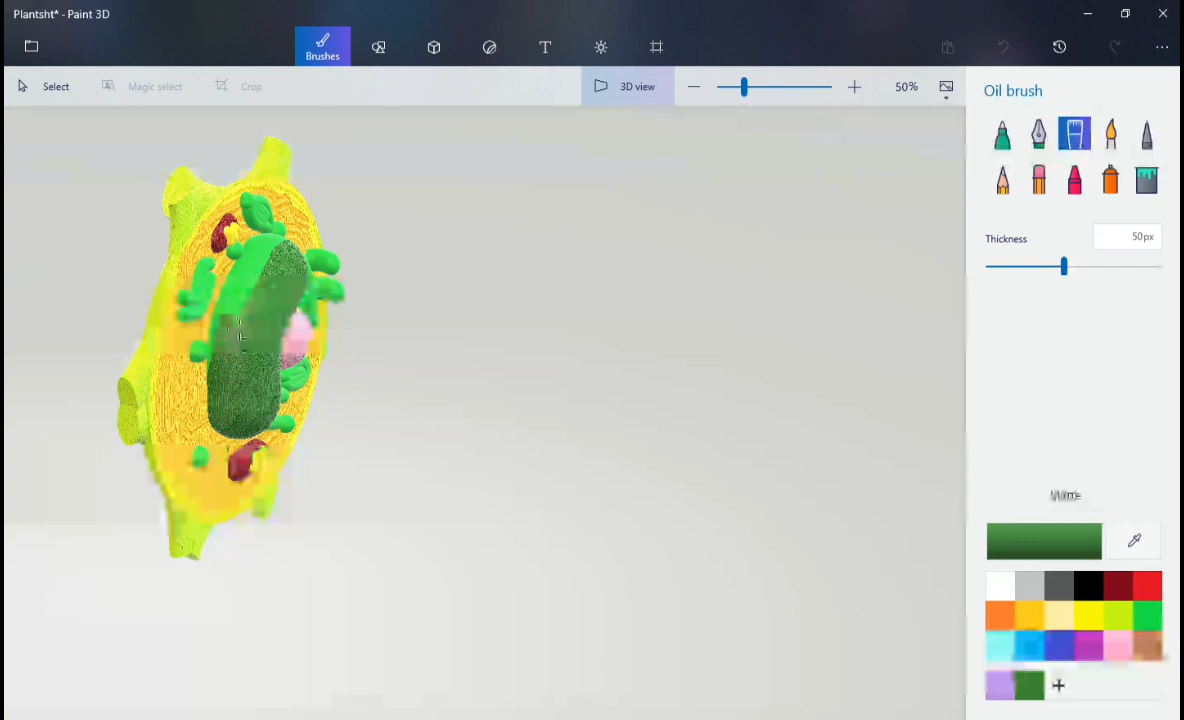 Plantsht* - Paint 3D
Brushes
Select
Magic select
Crop
3D view
50%
Oil brush
Thickness
50px